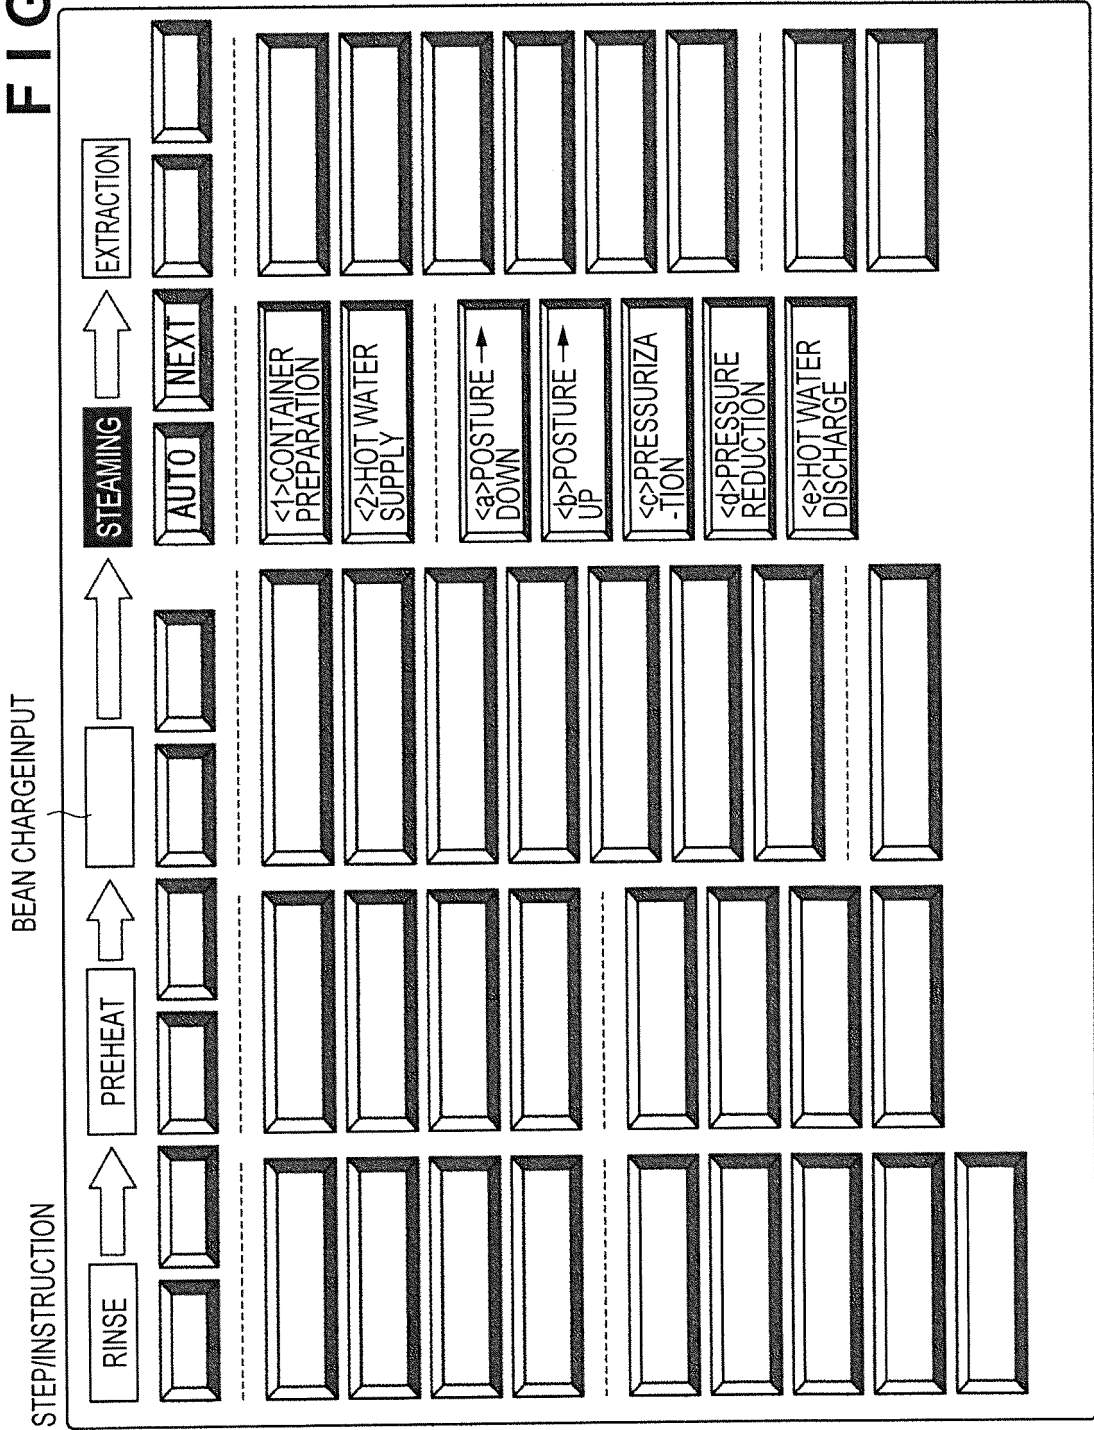 FIG
STEP/INSTRUCTION
BEAN CHARGEINPUT
RINSE
PREHEAT
STEAMING
EXTRACTION
AUTO
NEXT
<1>CONTAINER
PREPARATION
<2>HOT WATER
SUPPLY
<a>POSTURE
DOWN
<b>POSTURE
UP
<c>PRESSURIZA
-TION
<d>PRESSURE
REDUCTION
<e>HOT WATER
DISCHARGE